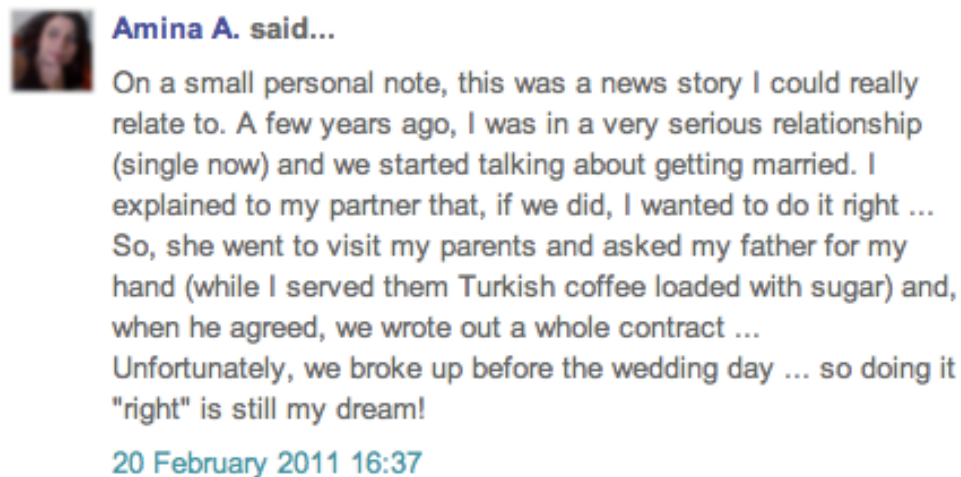 Amina A. said...
On a small personal note, this was a news story I could really
relate to. A few years ago, I was in a very serious relationship
(single now) and we started talking about getting married. I
explained to my partner that, if we did, I wanted to do it right ...
So, she went to visit my parents and asked my father for my
hand (while I served them Turkish coffee loaded with sugar) and,
when he agreed, we wrote out a whole contract ...
Unfortunately, we broke up before the wedding day ... so doing it
"right" is still my dream!
20 February 2011 16:37